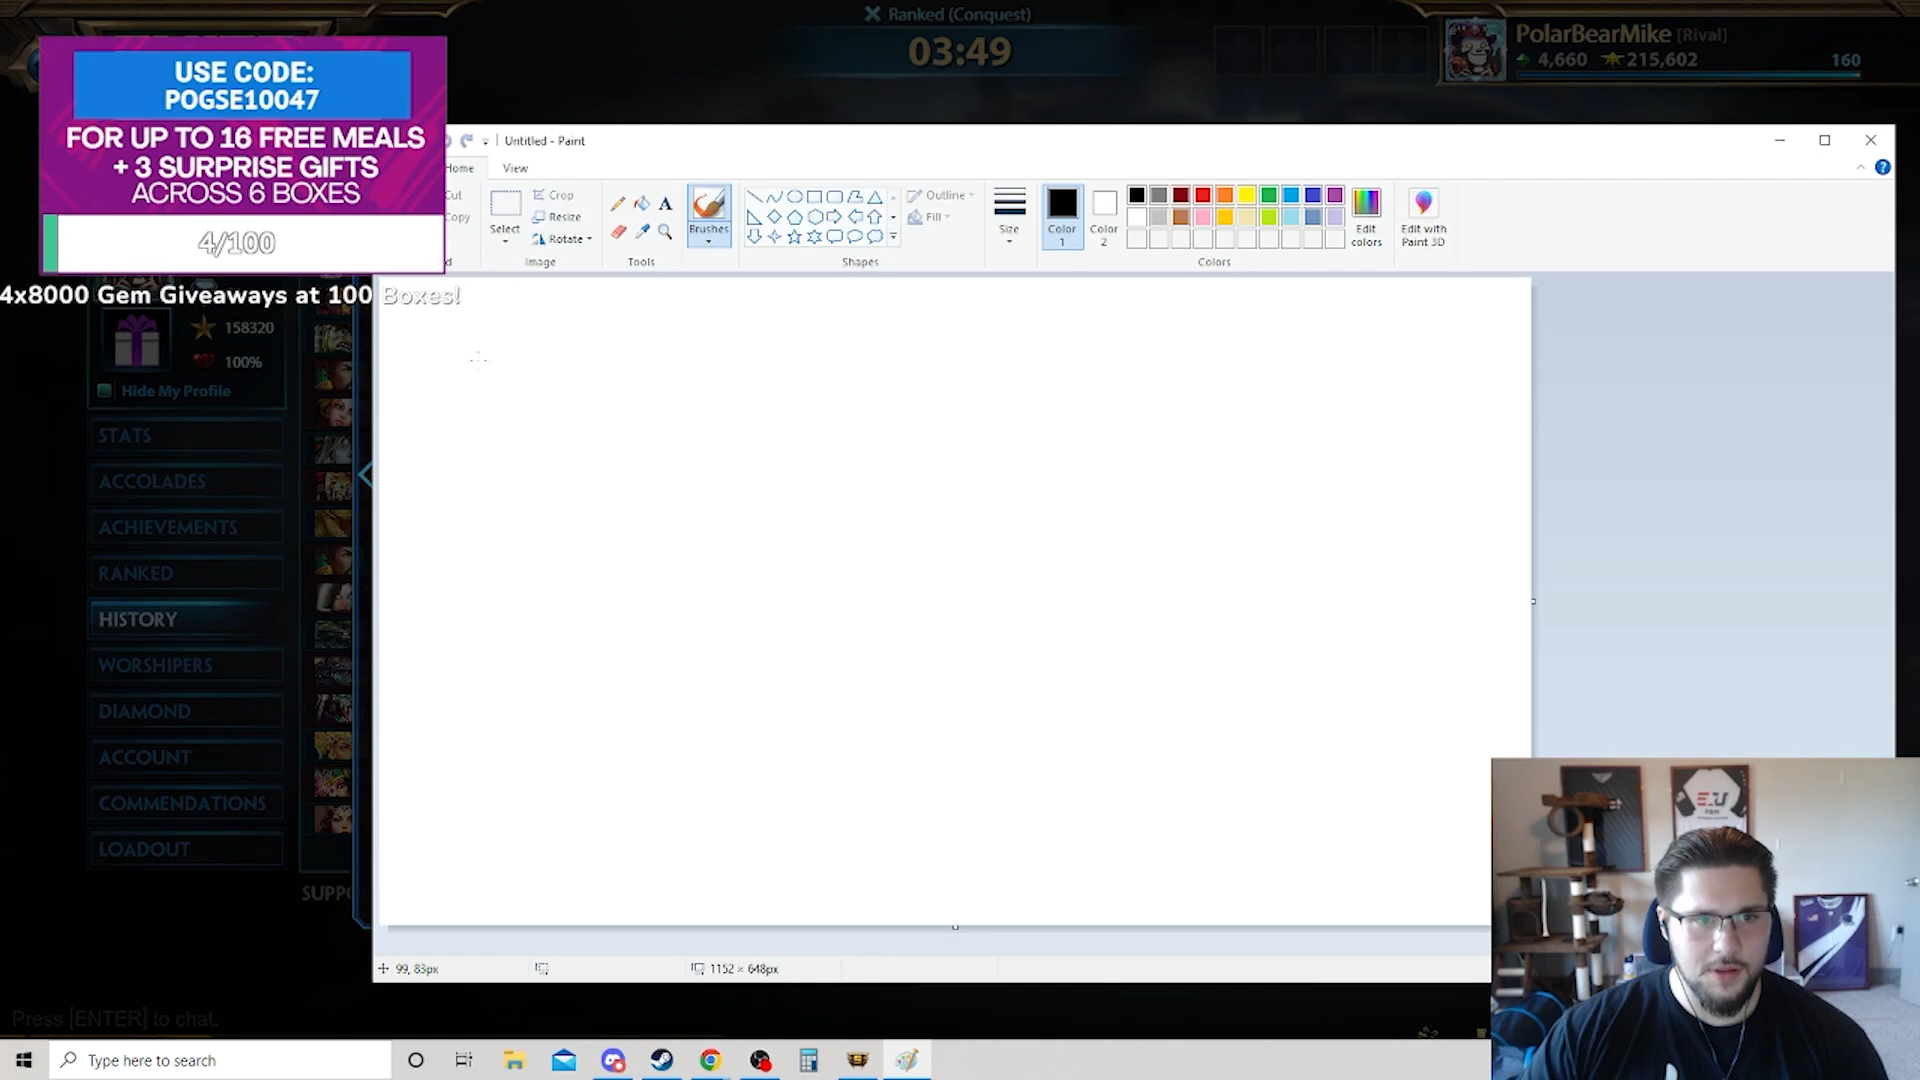 Ranked (Conquest)
03:49
PolarBearMike [Rival]
4,660 215,602 160
USE CODE:
POGSE10047
FOR UP TO 16 FREE MEALS
+ 3 SURPRISE GIFTS
ACROSS 6 BOXES
4/100
4x8000 Gem Giveaways at 100 Boxes!
Untitled - Paint
Home View
Cut
Copy
Select
Crop
Resize
Rotate
Image
Tools
Brushes
Shapes
Outline
Fill
Size
Color
1
Color
2
Colors
Edit
colors
Edit with
Paint 3D
158320
100%
Hide My Profile
STATS
ACCOLADES
ACHIEVEMENTS
RANKED
HISTORY
WORSHIPERS
DIAMOND
ACCOUNT
COMMENDATIONS
LOADOUT
99, 83px
1152 × 648px
Press [ENTER] to chat.
Type here to search